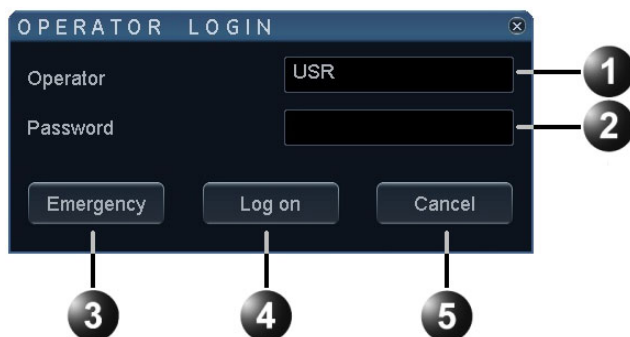 OPERATOR LOGIN
Operator USR 1
Password 2
Emergency Log on Cancel
3 4 5